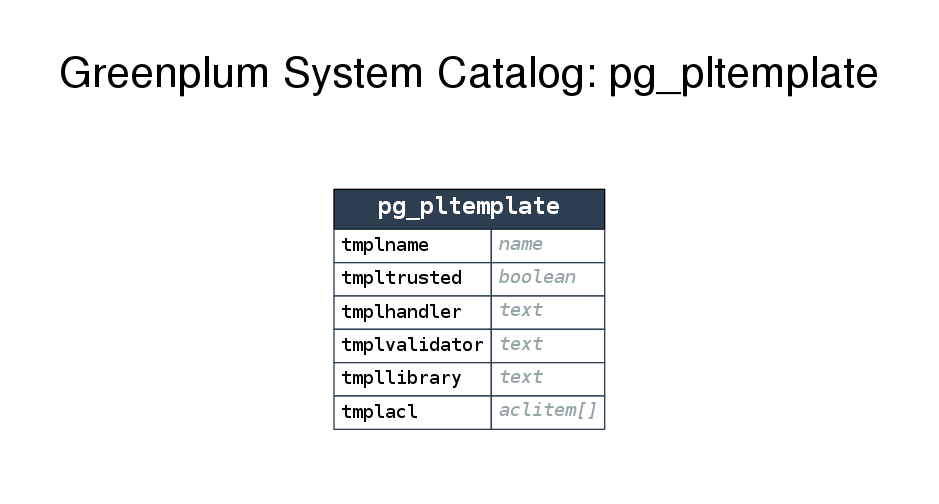 Greenplum System Catalog: pg_pltemplate
pg_pltemplate
tmplname name
tmpltrusted boolean
tmplhandler text
tmplvalidator text
tmpllibrary text
tmplacl aclitem[]